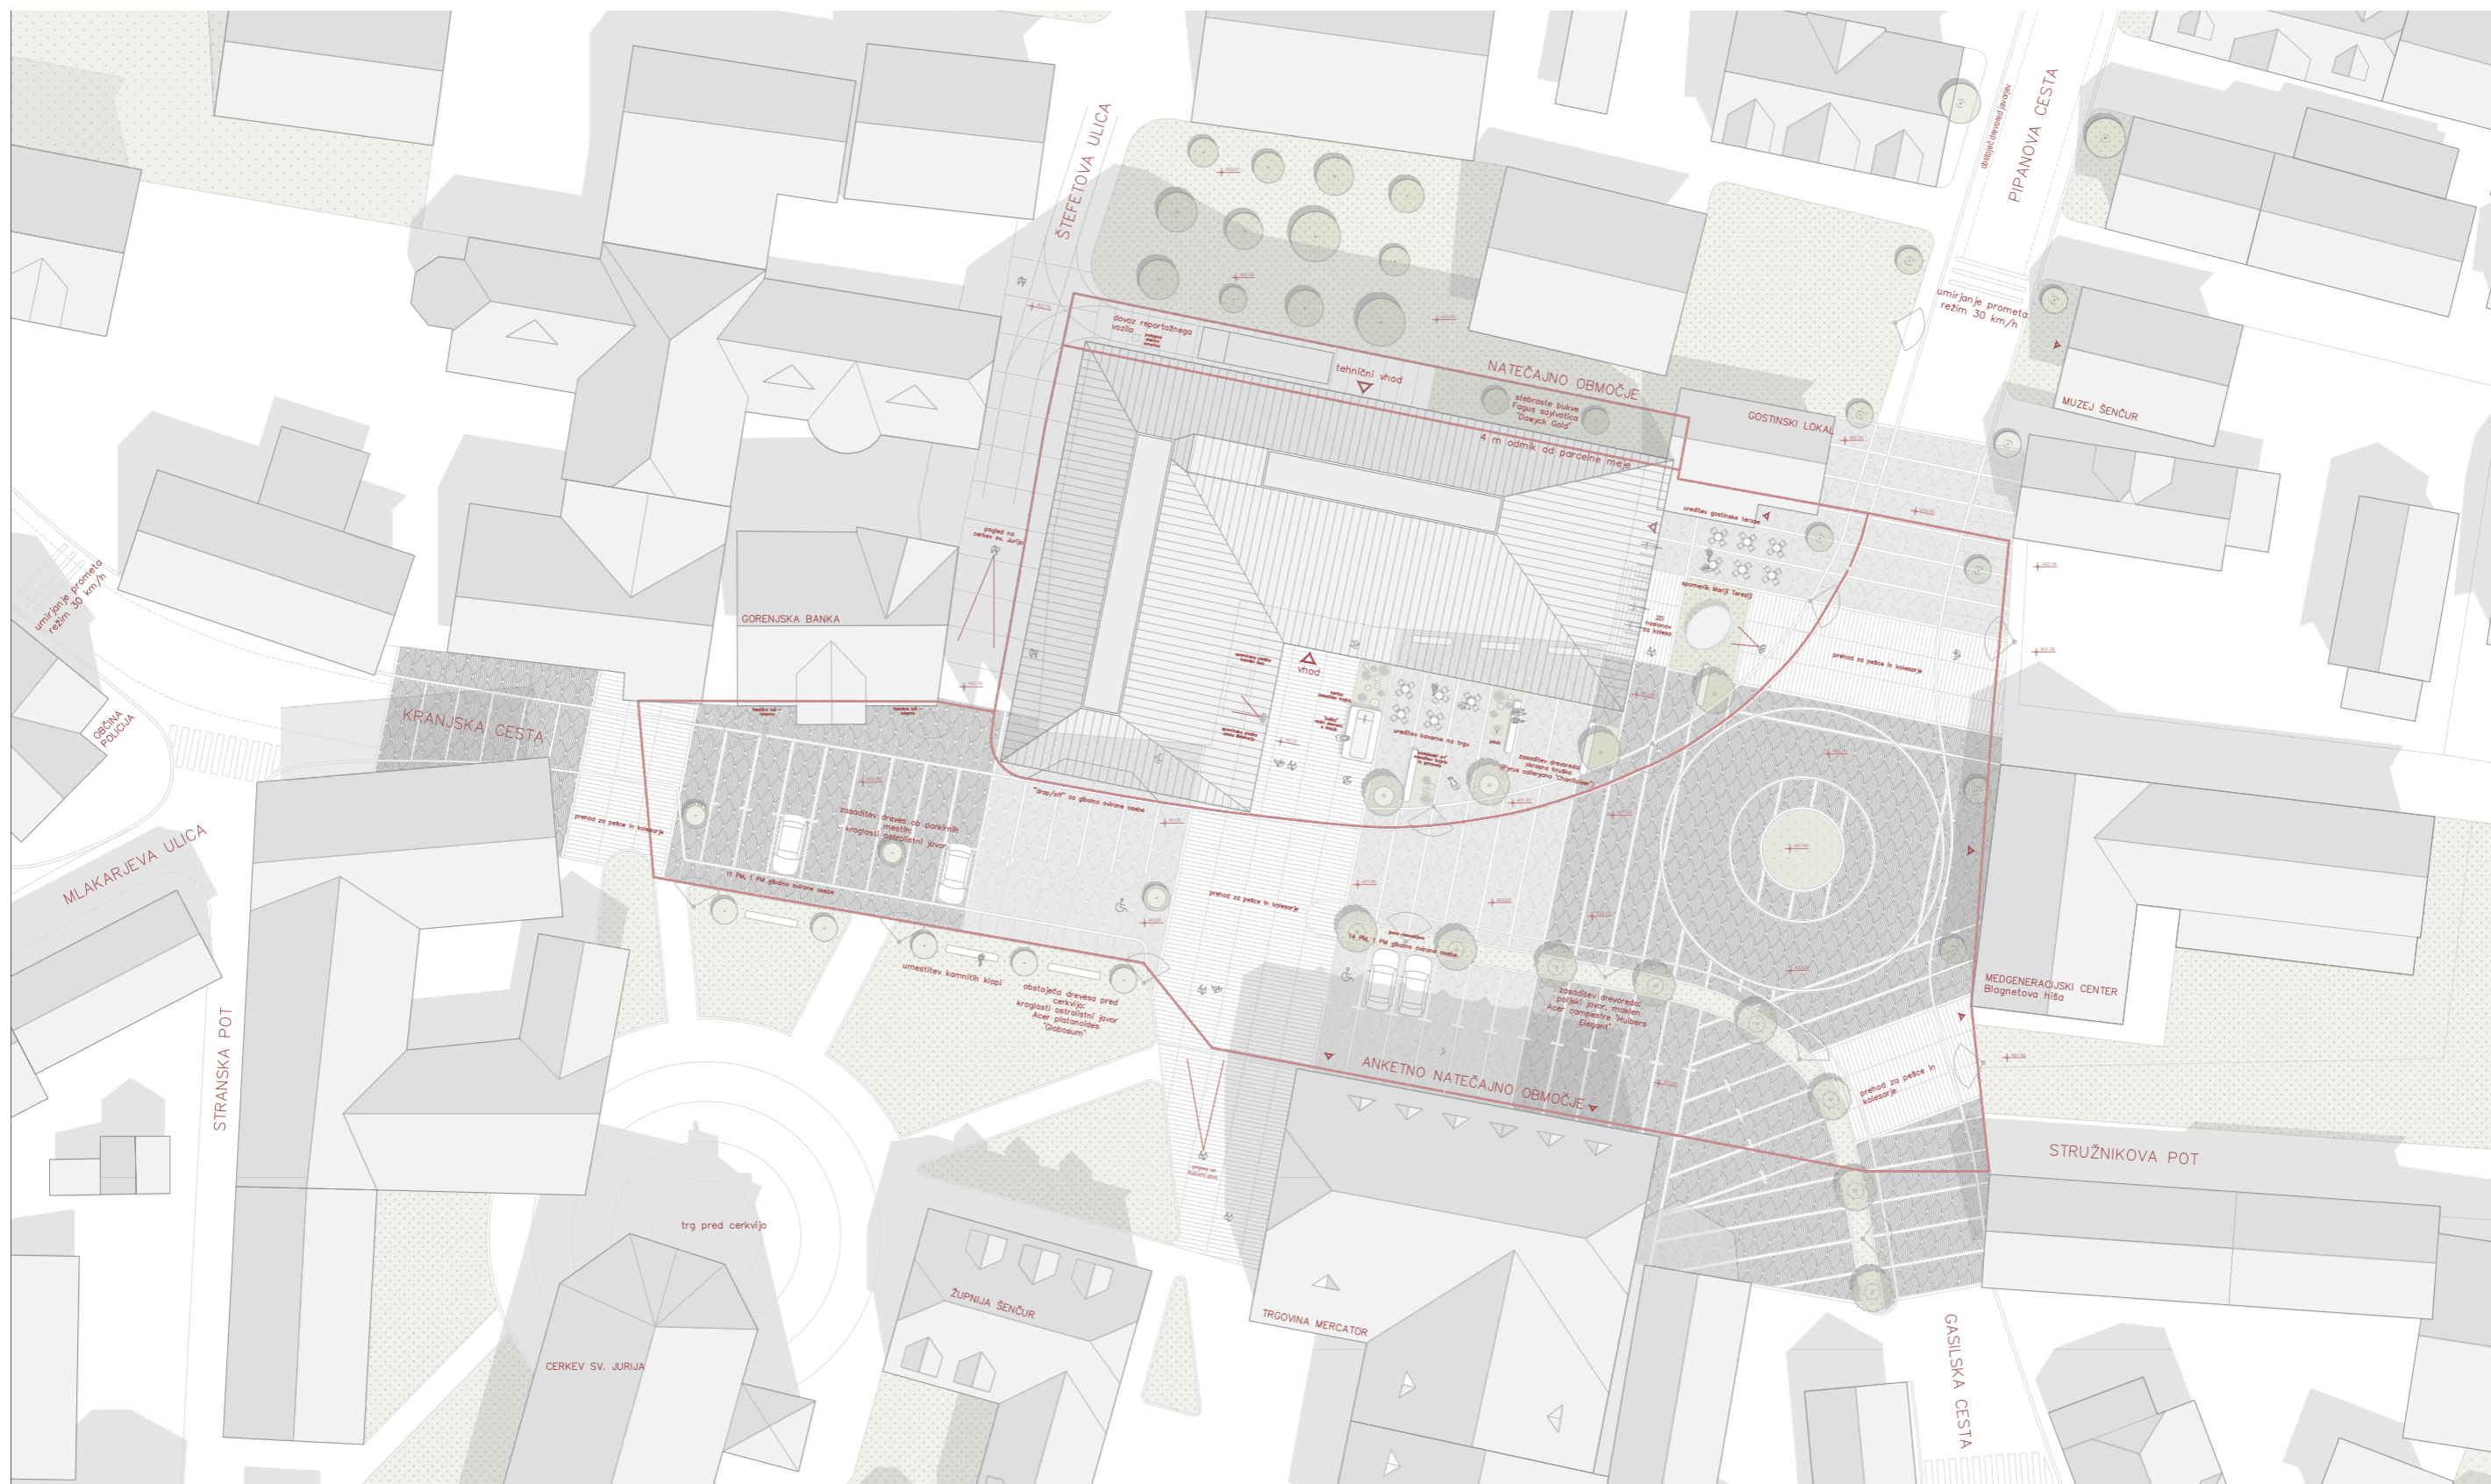 ŠTEFETOVA ULICA
obstoječ drevored javorjev
PIPANOVA CESTA
umirjanje prometa
režim 30 km/h
dovoz reportažnega
vozila
tehnični vhod
NATEČAJNO OBMOČJE
stebraste bukve
Fagus saylvatica
"Dawyck Gold"
4 m odmik od parcelne meje
GOSTINSKI LOKAL
MUZEJ ŠENČUR
ureditev gostinske terase
pogled na
cerkev sv. Jurija
spomenik Mariji Tereziji
20
naslonov
za kolesa
prehod za pešce in kolesarje
umirjanje prometa
režim 30 km/h
GORENJSKA BANKA
vhod
ureditev kavarne na trgu
zasaditev drevoreda:
okrasna hruška
(Pyrus calleryana "Chanticleer")
OBČINA
POLICIJA
KRANJSKA CESTA
"drop/off" za gibalno ovirane osebe
prehod za pešce in kolesarje
zasaditev dreves ob parkirnih
mestih:
kroglasti ostrolistni javor
11 PM, 1 PM gibalno ovirane osebe
MLAKARJEVA ULICA
prehod za pešce in kolesarje
14 PM, 1 PM gibalno ovirane osebe
umestitev kamnitih klopi
obstoječa drevesa pred
cerkvijo:
kroglasti ostrolistni javor
Acer platanoides
"Globosum"
zasaditev drevoreda:
poljski javor, maklen
Acer campestre "Huibers
Elegant"
MEDGENERACIJSKI CENTER
Blagnetova hiša
STRANSKA POT
ANKETNO NATEČAJNO OBMOČJE
prehod za pešce in
kolesarje
STRUŽNIKOVA POT
trg pred cerkvijo
ŽUPNIJA ŠENČUR
TRGOVINA MERCATOR
CERKEV SV. JURIJA
GASILSKA CESTA